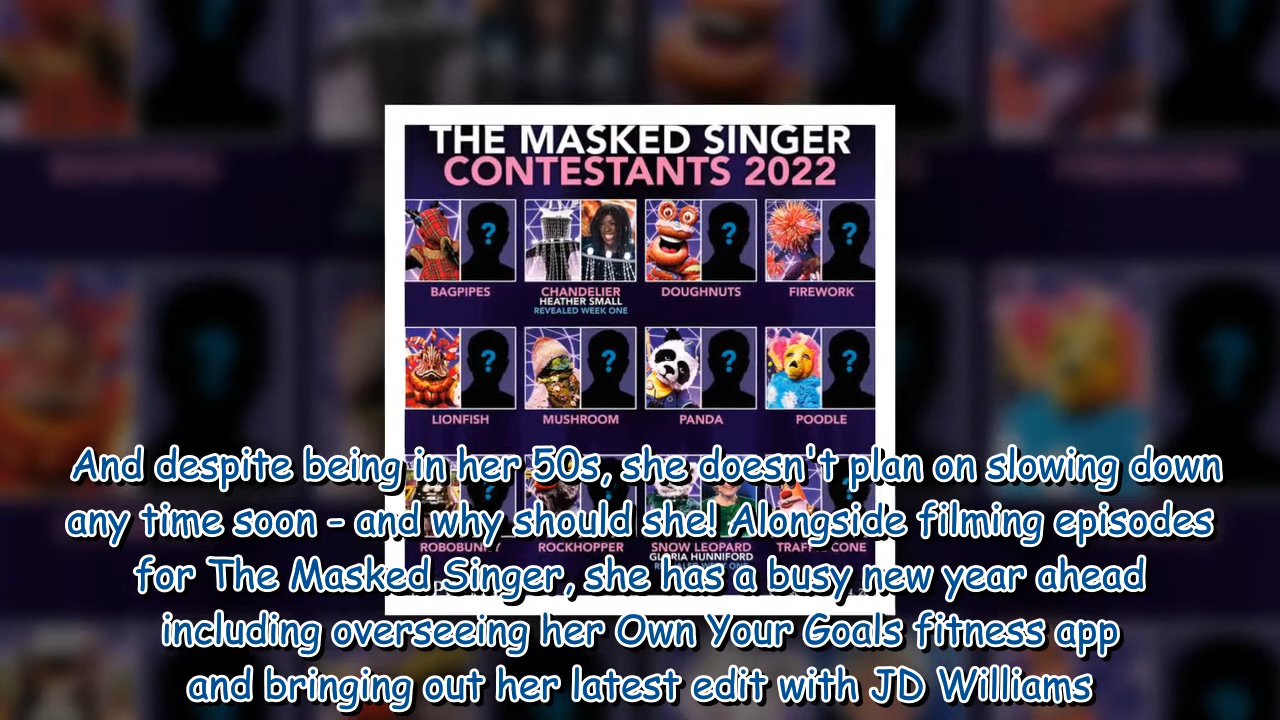 THE MASKED SINGER
CONTESTANTS 2022
?
?
?
BAGPIPES
CHANDELIER
HEATHER SMALL
REVEALED WEEK ONE
DOUGHNUTS
FIREWORK
?
?
?
?
LIONFISH
MUSHROOM
PANDA
POODLE
And despite being in her 50s, she doesn't plan on slowing down
any time soon – and why should she! Alongside filming episodes
ROBOBUNNY
ROCKHOPPER
SNOW LEOPARD
GLORIA HUNNIFORD
TRAFFIC CONE
for The Masked Singer, she has a busy new year ahead
including overseeing her Own Your Goals fitness app
and bringing out her latest edit with JD Williams